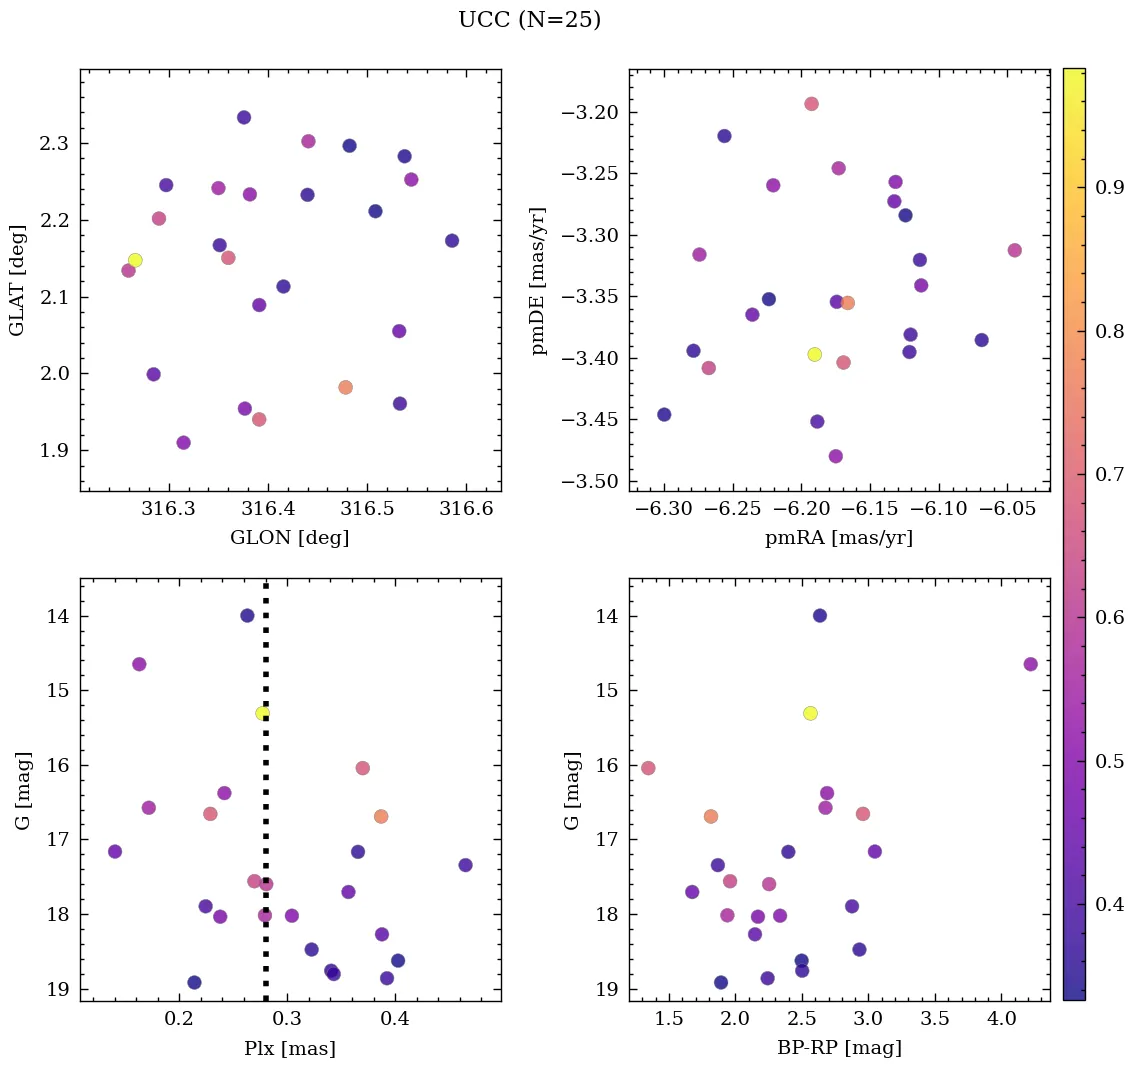 UCC (N=25)
2.3
2.2
2.1
2.0
1.9
GLAT [deg]
316.3 316.4 316.5 316.6
GLON [deg]
−3.20
−3.25
−3.30
−3.35
−3.40
−3.45
−3.50
pmDE [mas/yr]
−6.30 −6.25 −6.20 −6.15 −6.10 −6.05
pmRA [mas/yr]
14
15
16
17
18
19
G [mag]
0.2 0.3 0.4
Plx [mas]
14
15
16
17
18
19
G [mag]
1.5 2.0 2.5 3.0 3.5 4.0
BP-RP [mag]
0.9
0.8
0.7
0.6
0.5
0.4